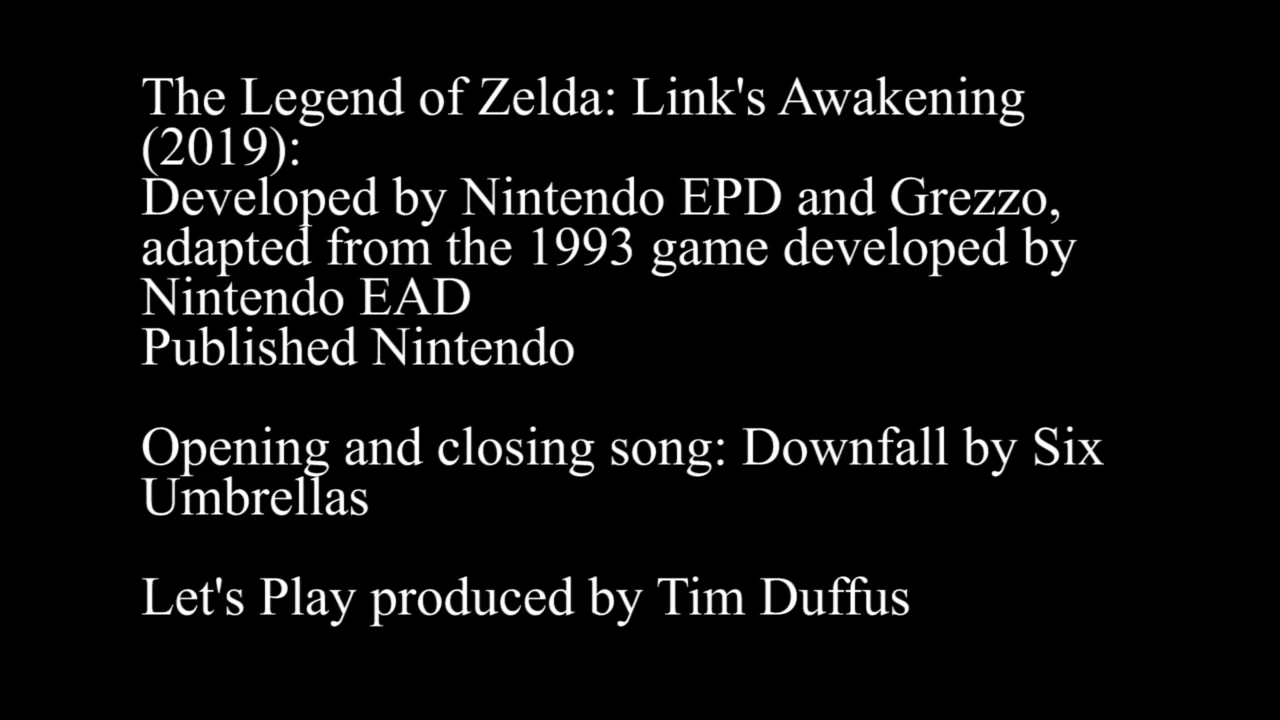 The Legend of Zelda: Link's Awakening
(2019):
Developed by Nintendo EPD and Grezzo,
adapted from the 1993 game developed by
Nintendo EAD
Published Nintendo
Opening and closing song: Downfall by Six
Umbrellas
Let's Play produced by Tim Duffus